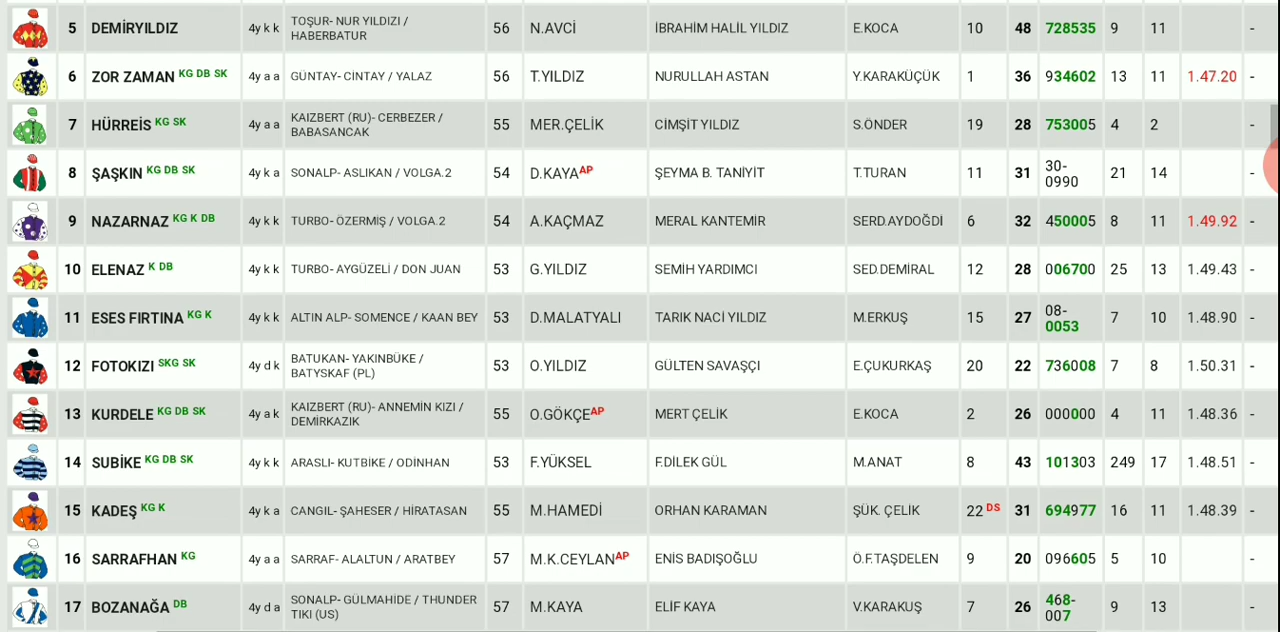 5 DEMİRYILDIZ 4y k k TOŞUR- NUR YILDIZI / HABERBATUR 56 N.AVCİ İBRAHİM HALİL YILDIZ E.KOCA 10 48 728535 9 11 -
6 ZOR ZAMAN KG DB SK 4y a a GÜNTAY- CİNTAY / YALAZ 56 T.YILDIZ NURULLAH ASTAN Y.KARAKÜÇÜK 1 36 934602 13 11 1.47.20 -
7 HÜRREİS KG SK 4y a a KAIZBERT (RU)- CERBEZER / BABASANCAK 55 MER.ÇELİK CİMŞİT YILDIZ S.ÖNDER 19 28 753005 4 2 -
8 ŞAŞKIN KG DB SK 4y k a SONALP- ASLIKAN / VOLGA.2 54 D.KAYA AP ŞEYMA B. TANİYİT T.TURAN 11 31 30-0990 21 14 -
9 NAZARNAZ KG K DB 4y k k TURBO- ÖZERMİŞ / VOLGA.2 54 A.KAÇMAZ MERAL KANTEMİR SERD.AYDOĞDİ 6 32 450005 8 11 1.49.92 -
10 ELENAZ K DB 4y k k TURBO- AYGÜZELİ / DON JUAN 53 G.YILDIZ SEMİH YARDIMCI SED.DEMİRAL 12 28 006700 25 13 1.49.43 -
11 ESES FIRTINA KG K 4y k k ALTIN ALP- SOMENCE / KAAN BEY 53 D.MALATYALI TARIK NACİ YILDIZ M.ERKUŞ 15 27 08-0053 7 10 1.48.90 -
12 FOTOKIZI SKG SK 4y d k BATUKAN- YAKINBÜKE / BATYSKAF (PL) 53 O.YILDIZ GÜLTEN SAVAŞÇI E.ÇUKURKAŞ 20 22 736008 7 8 1.50.31 -
13 KURDELE KG DB SK 4y a k KAIZBERT (RU)- ANNEMİN KIZI / DEMİRKAZIK 55 O.GÖKÇE AP MERT ÇELİK E.KOCA 2 26 000000 4 11 1.48.36 -
14 SUBİKE KG DB SK 4y k k ARASLI- KUTBİKE / ODİNHAN 53 F.YÜKSEL F.DİLEK GÜL M.ANAT 8 43 101303 249 17 1.48.51 -
15 KADEŞ KG K 4y k a CANGIL- ŞAHESER / HİRATASAN 55 M.HAMEDİ ORHAN KARAMAN ŞÜK. ÇELİK 22 DS 31 694977 16 11 1.48.39 -
16 SARRAFHAN KG 4y a a SARRAF- ALALTUN / ARATBEY 57 M.K.CEYLAN AP ENİS BADIŞOĞLU Ö.F.TAŞDELEN 9 20 096605 5 10 -
17 BOZANAĞA DB 4y d a SONALP- GÜLMAHİDE / THUNDER TIKI (US) 57 M.KAYA ELİF KAYA V.KARAKUŞ 7 26 468-007 9 13 -